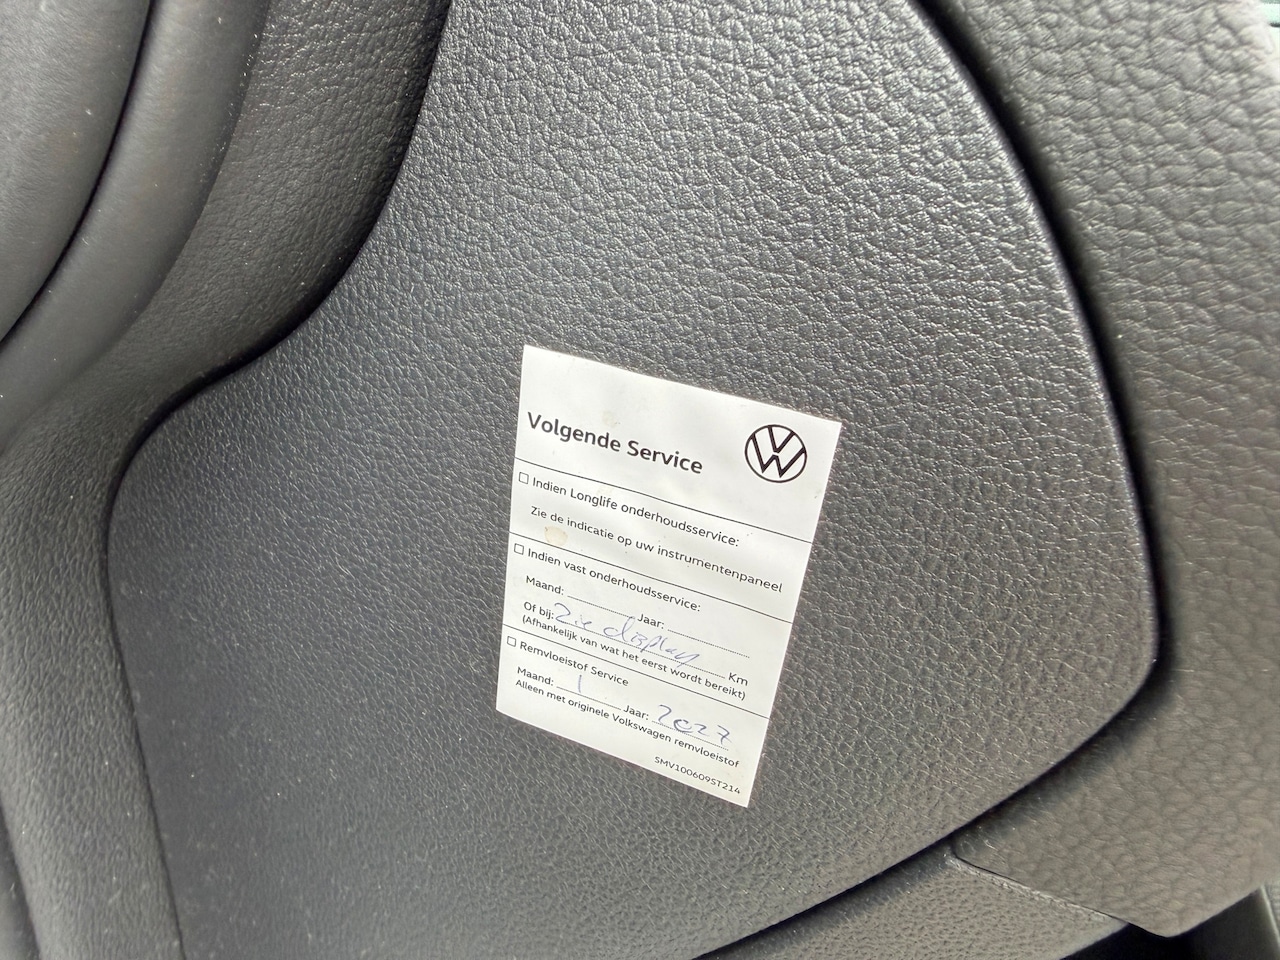 Volgende Service
Indien Longlife onderhoudsservice:
Zie de indicatie op uw instrumentenpaneel
Indien vast onderhoudsservice:
Maand: Jaar:
Of bij: Zie display Km
(Afhankelijk van wat het eerst wordt bereikt)
Remvloeistof Service
Maand: 1 Jaar: 2027
Alleen met originele Volkswagen remvloeistof
SMV100609ST214